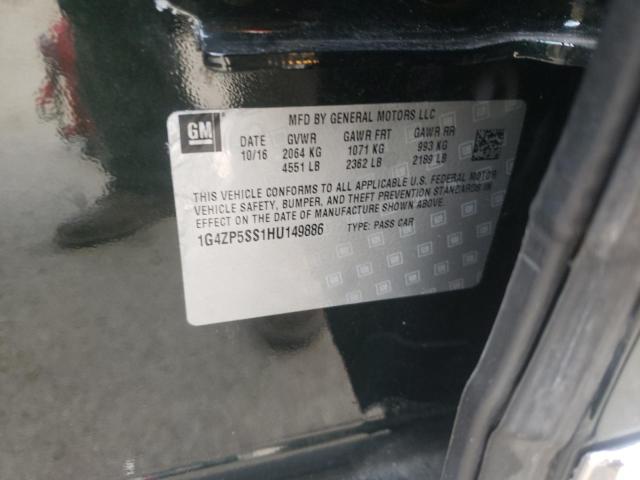 GM
MFD BY GENERAL MOTORS LLC
DATE GVWR GAWR FRT GAWR RR
10/16 2064 KG 1071 KG 993 KG
4551 LB 2362 LB 2189 LB
THIS VEHICLE CONFORMS TO ALL APPLICABLE U.S. FEDERAL MOTOR
VEHICLE SAFETY, BUMPER, AND THEFT PREVENTION STANDARDS IN
EFFECT ON THE DATE OF MANUFACTURE SHOWN ABOVE.
1G4ZP5SS1HU149886 TYPE: PASS CAR